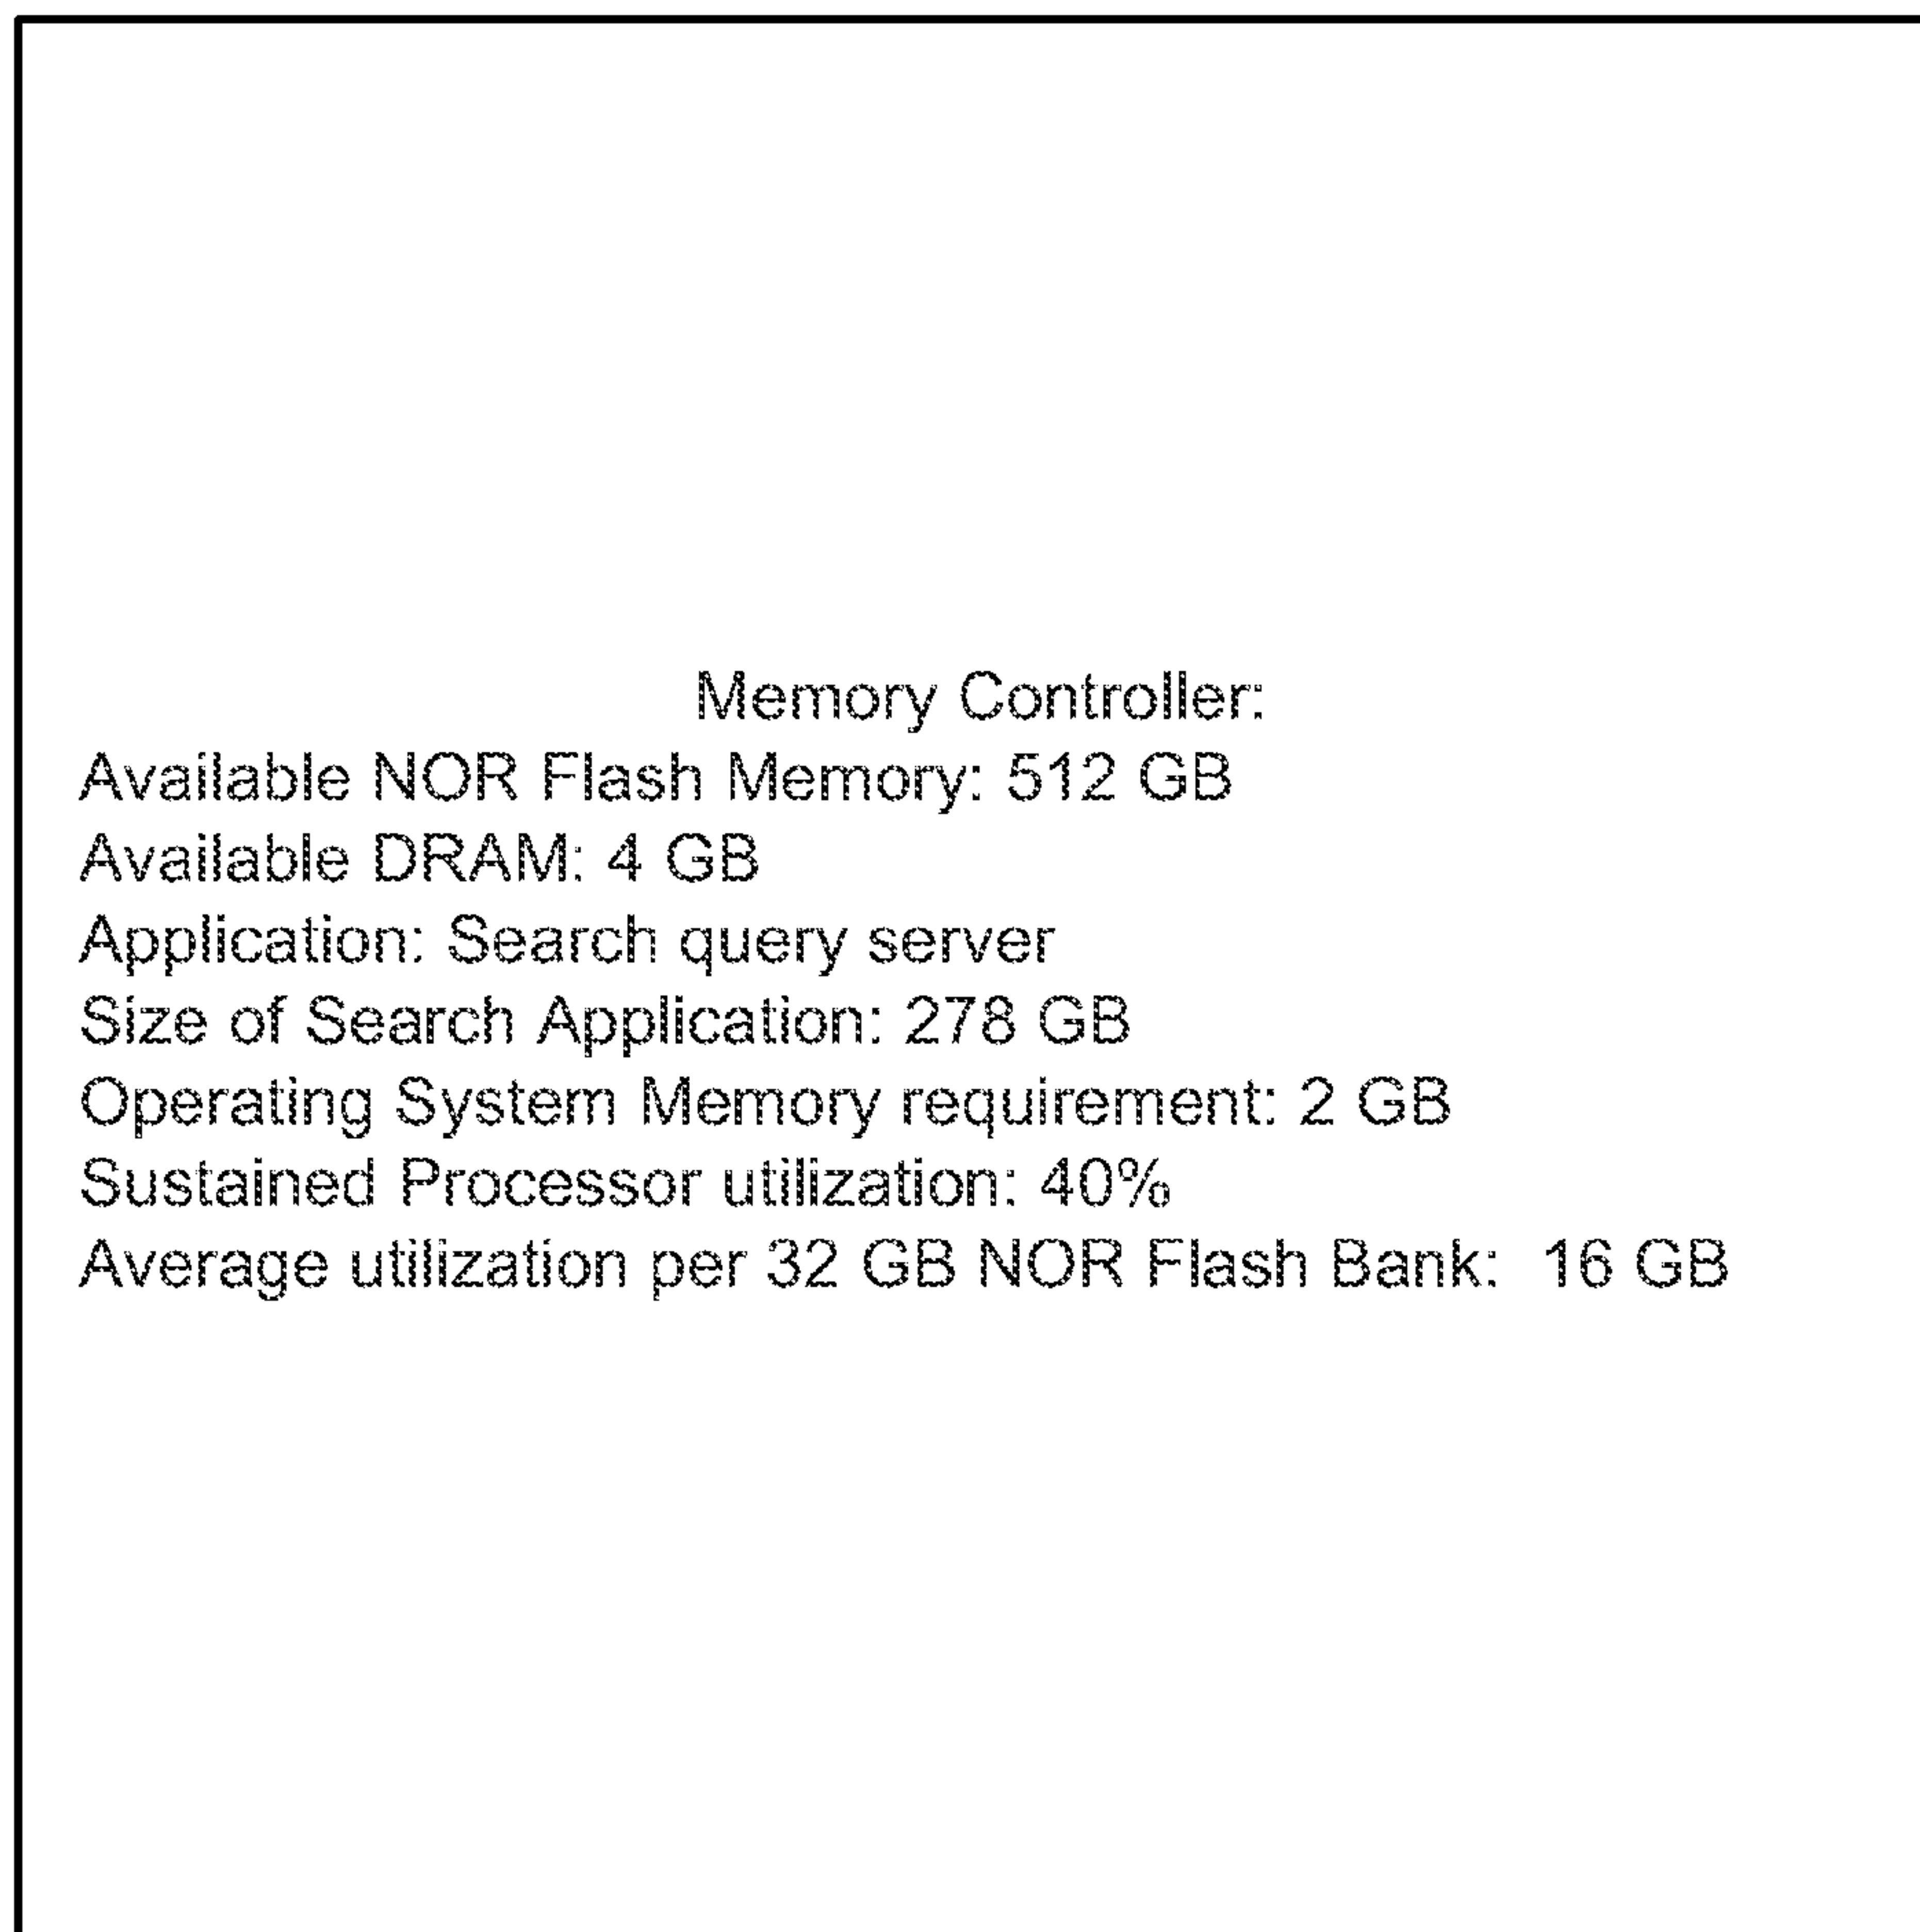 Memory Controller:
Available NOR Flash Memory: 512 GB
Available DRAM: 4 GB
Application: Search query server
Size of Search Application: 278 GB
Operating System Memory requirement: 2 GB
Sustained Processor utilization: 40%
Average utilization per 32 GB NOR Flash Bank:  16 GB